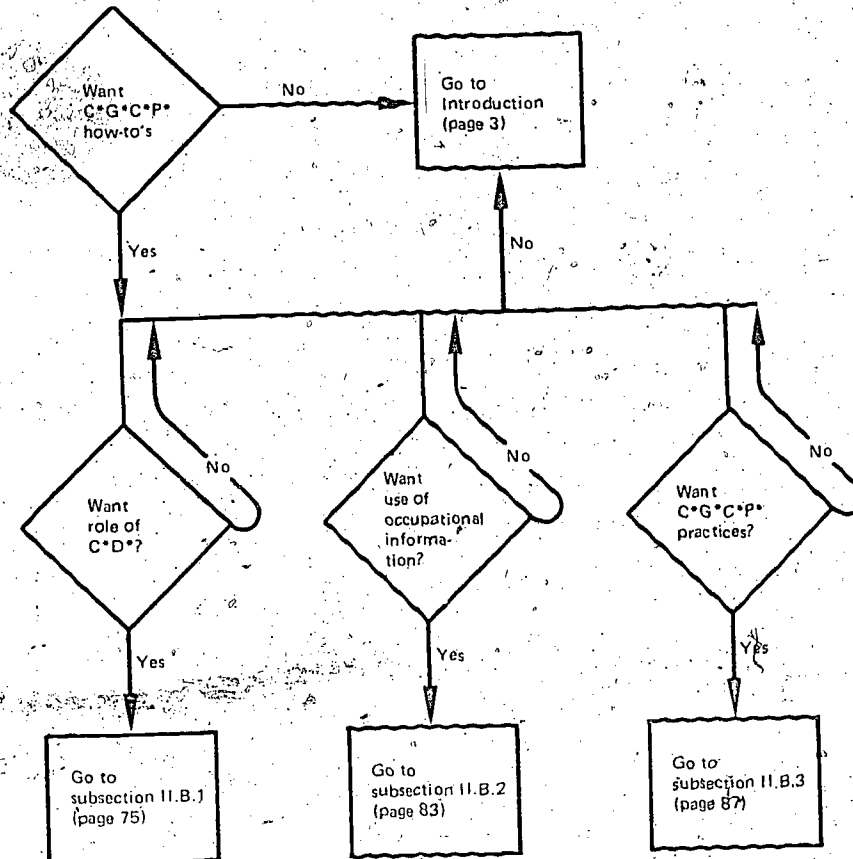 Want
C*G*C*P*
how-to's
No
Go to
Introduction
(page 3)
Yes
No
Want
role of
C*D*?
No
Want
use of
occupational
informa-
tion?
No
Want
C*G*C*P*
practices?
No
Yes
Yes
Yes
Go to
subsection II.B.1
(page 75)
Go to
subsection II.B.2
(page 83)
Go to
subsection II.B.3
(page 87)